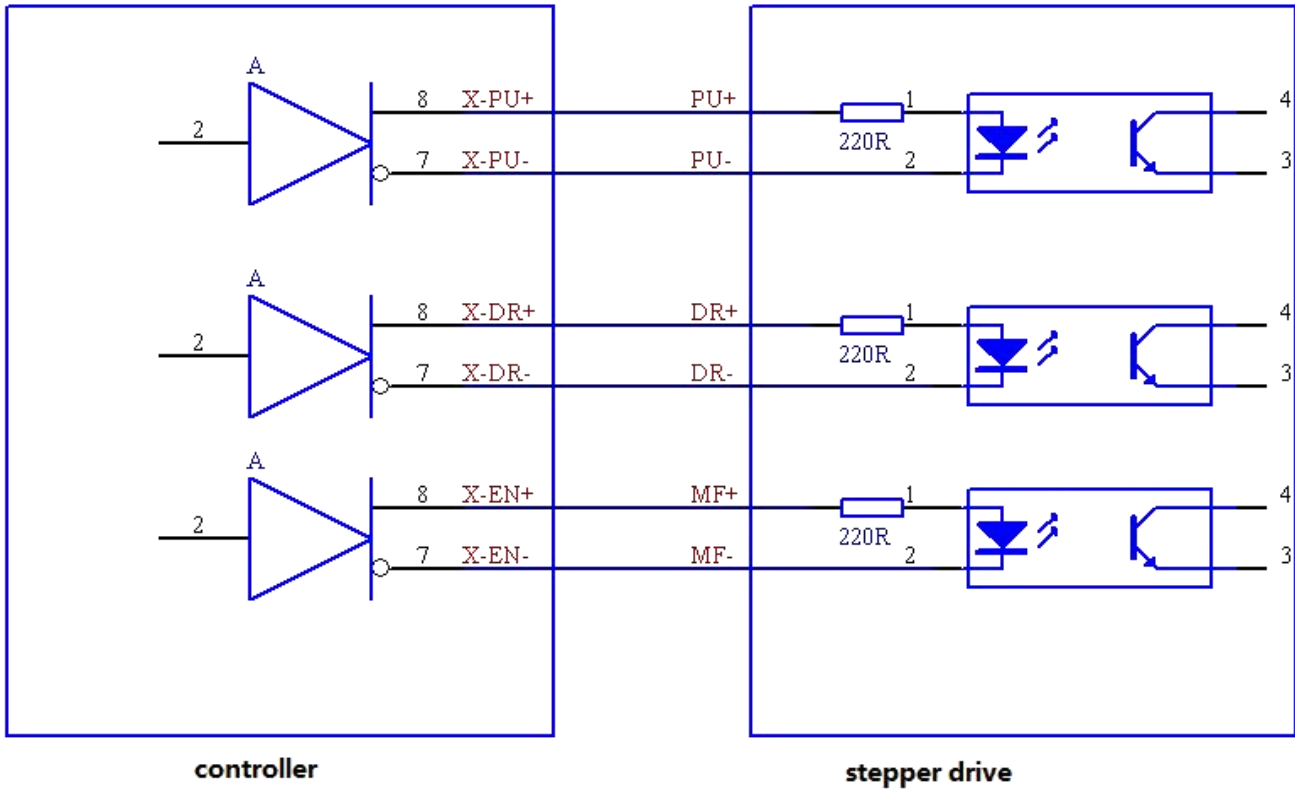 A
2
8 X-PU+ PU+ 1 4
220R
7 X-PU- PU- 2 3
A
2
8 X-DR+ DR+ 1 4
220R
7 X-DR- DR- 2 3
A
2
8 X-EN+ MF+ 1 4
220R
7 X-EN- MF- 2 3
controller
stepper drive